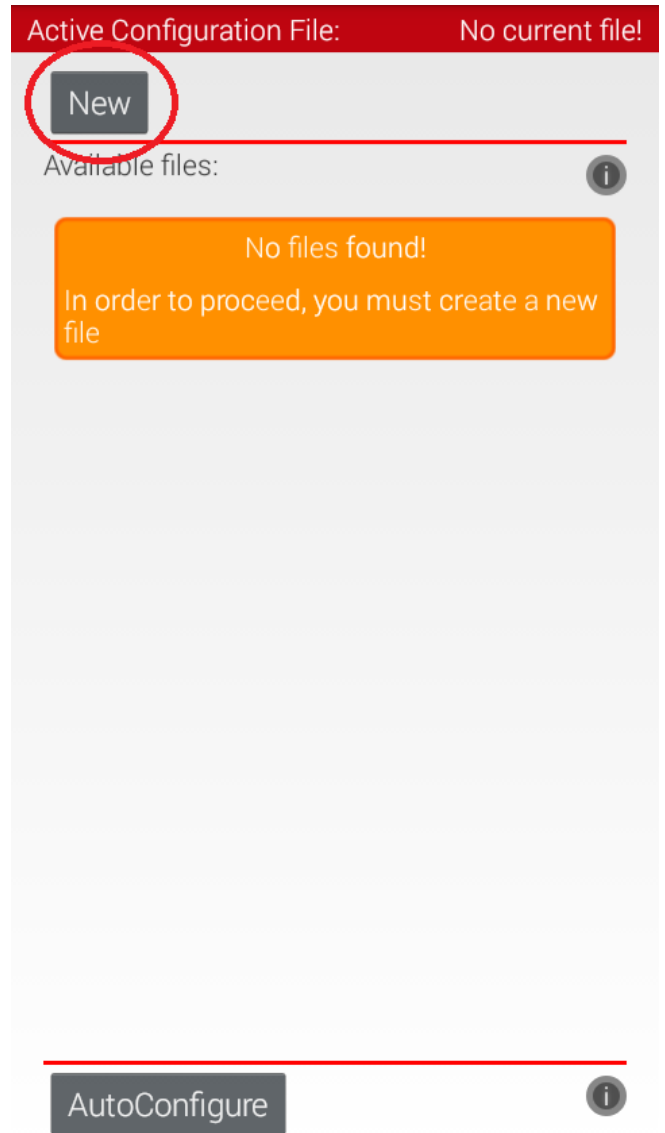 Active Configuration File: No current file!
New
Available files:
No files found!
In order to proceed, you must create a new
file
AutoConfigure